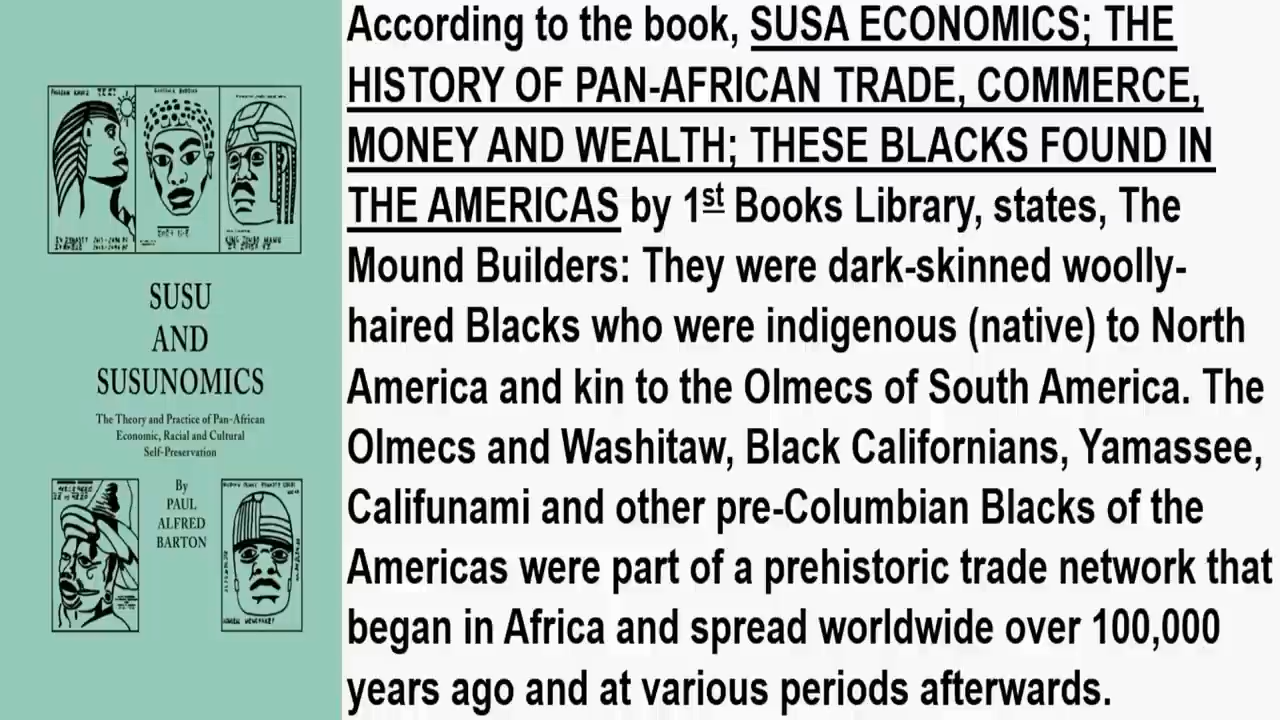 According to the book, SUSA ECONOMICS; THE
HISTORY OF PAN-AFRICAN TRADE, COMMERCE,
MONEY AND WEALTH; THESE BLACKS FOUND IN
THE AMERICAS by 1st Books Library, states, The
Mound Builders: They were dark-skinned woolly-
haired Blacks who were indigenous (native) to North
America and kin to the Olmecs of South America. The
Olmecs and Washitaw, Black Californians, Yamassee,
Califunami and other pre-Columbian Blacks of the
Americas were part of a prehistoric trade network that
began in Africa and spread worldwide over 100,000
years ago and at various periods afterwards.
SUSU
AND
SUSUNOMICS
The Theory and Practice of Pan-African
Economic, Racial and Cultural
Self-Preservation
By
PAUL
ALFRED
BARTON